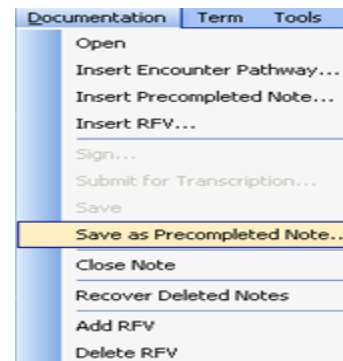 Documentation Term Tools
Open
Insert Encounter Pathway...
Insert Precompleted Note...
Insert RFV...
Sign...
Submit for Transcription...
Save
Save as Precompleted Note..
Close Note
Recover Deleted Notes
Add RFV
Delete RFV